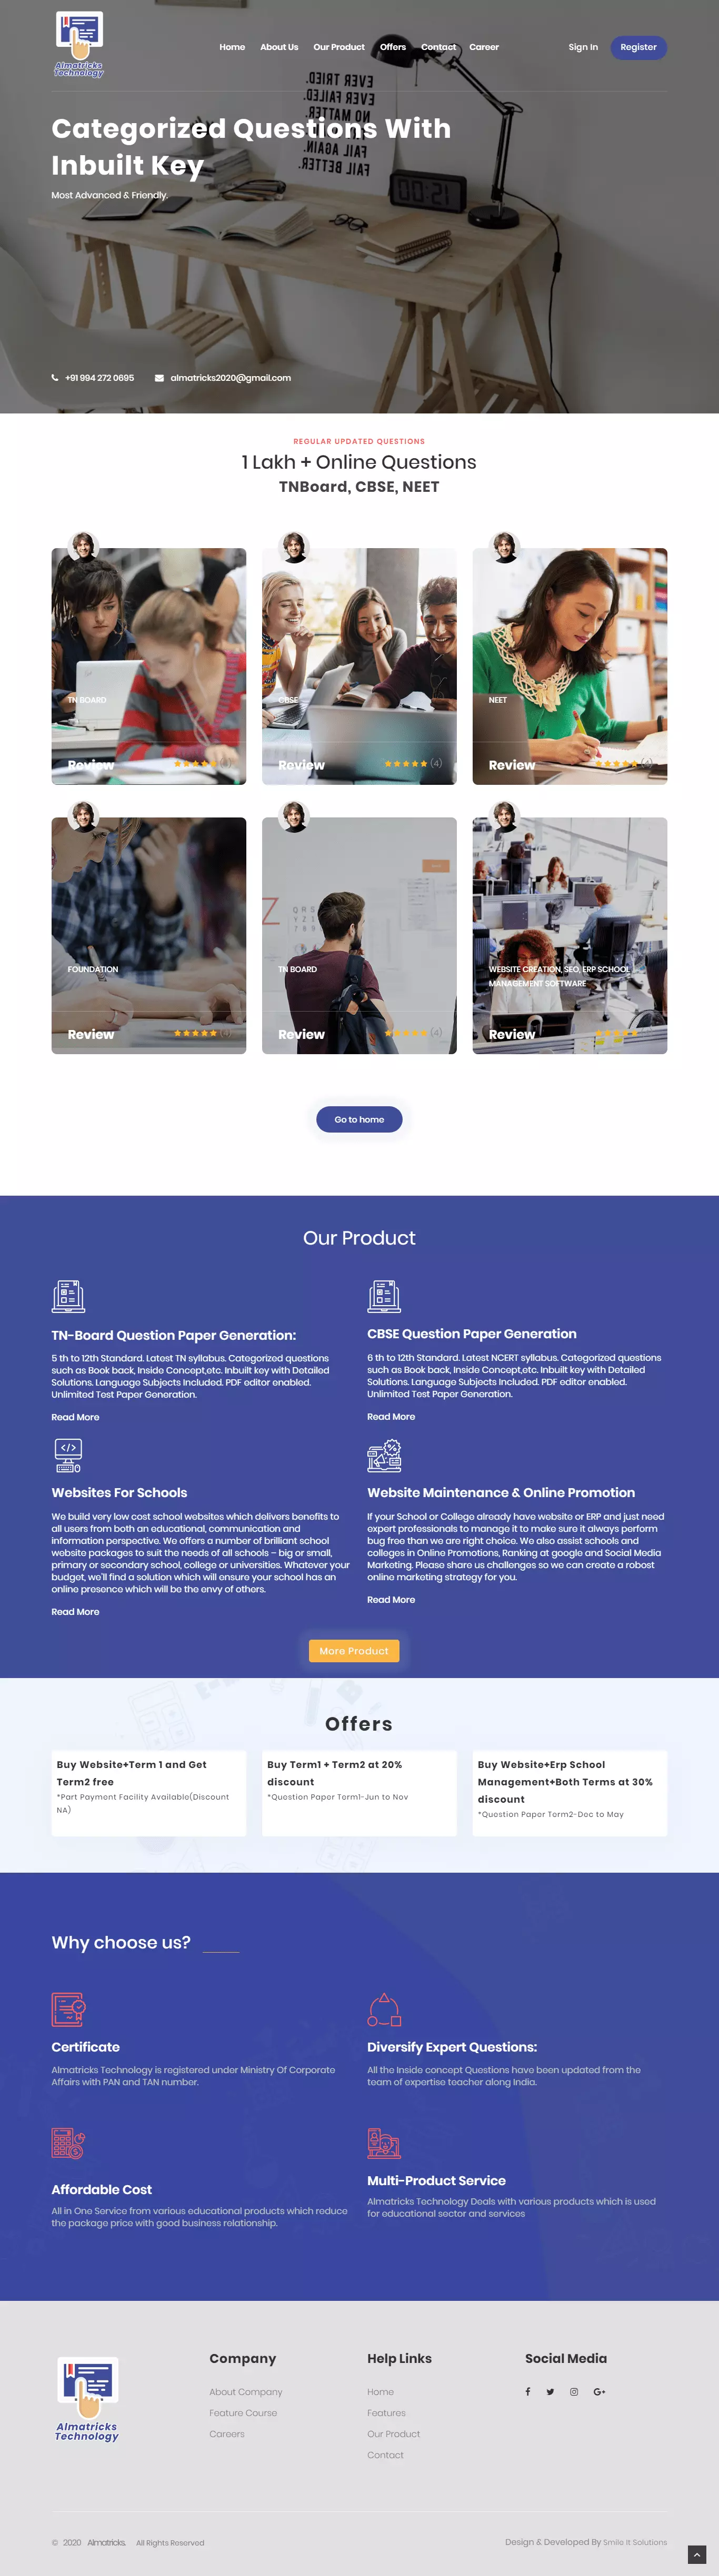 Almatricks
Technology
Home
About Us
Our Product
Offers
Contact
Career
Sign In
Register
EVER TRIED.
EVER FAILED.
NO MATTER.
FAIL AGAIN.
FAIL BETTER.
Categorized Questions With
Inbuilt Key
Most Advanced & Friendly.
+91 994 272 0695
almatricks2020@gmail.com
REGULAR UPDATED QUESTIONS
1 Lakh + Online Questions
TNBoard, CBSE, NEET
TN BOARD
Review
CBSE
Review
(4)
NEET
Review
(4)
FOUNDATION
Review
(4)
TN BOARD
Review
(4)
WEBSITE CREATION, SEO, ERP SCHOOL
MANAGEMENT SOFTWARE
Review
Go to home
Our Product
TN-Board Question Paper Generation:
5 th to 12th Standard. Latest TN syllabus. Categorized questions
such as Book back, Inside Concept,etc. Inbuilt key with Detailed
Solutions. Language Subjects Included. PDF editor enabled.
Unlimited Test Paper Generation.
Read More
CBSE Question Paper Generation
6 th to 12th Standard. Latest NCERT syllabus. Categorized questions
such as Book back, Inside Concept,etc. Inbuilt key with Detailed
Solutions. Language Subjects Included. PDF editor enabled.
Unlimited Test Paper Generation.
Read More
Websites For Schools
We build very low cost school websites which delivers benefits to
all users from both an educational, communication and
information perspective. We offers a number of brilliant school
website packages to suit the needs of all schools – big or small,
primary or secondary school, college or universities. Whatever your
budget, we'll find a solution which will ensure your school has an
online presence which will be the envy of others.
Read More
Website Maintenance & Online Promotion
If your School or College already have website or ERP and just need
expert professionals to manage it to make sure it always perform
bug free than we are right choice. We also assist schools and
colleges in Online Promotions, Ranking at google and Social Media
Marketing. Please share us challenges so we can create a robust
online marketing strategy for you.
Read More
More Product
Offers
Buy Website+Term 1 and Get
Term2 free
*Part Payment Facility Available(Discount
NA)
Buy Term1 + Term2 at 20%
discount
*Question Paper Term1-Jun to Nov
Buy Website+Erp School
Management+Both Terms at 30%
discount
*Question Paper Term2-Dec to May
Why choose us?
Certificate
Almatricks Technology is registered under Ministry Of Corporate
Affairs with PAN and TAN number.
Diversify Expert Questions:
All the Inside concept Questions have been updated from the
team of expertise teacher along India.
Affordable Cost
All in One Service from various educational products which reduce
the package price with good business relationship.
Multi-Product Service
Almatricks Technology Deals with various products which is used
for educational sector and services
Almatricks
Technology
Company
About Company
Feature Course
Careers
Help Links
Home
Features
Our Product
Contact
Social Media
© 2020 Almatricks. All Rights Reserved
Design & Developed By Smile It Solutions